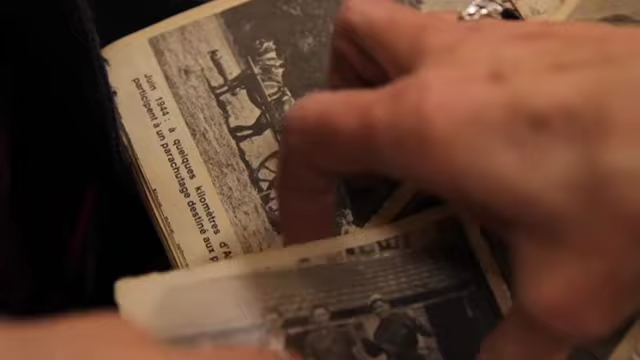 Juin 1944 : à quelques kilomètres d'A
participent à un parachutage destiné aux p